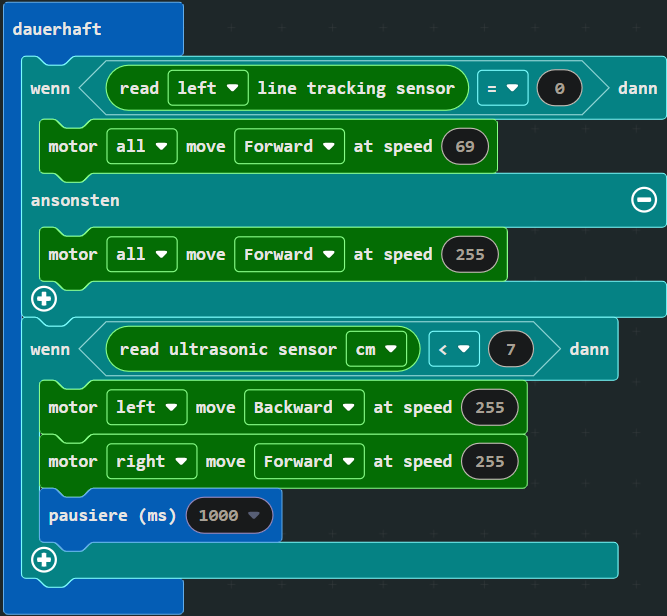 dauerhaft
wenn read left line tracking sensor = 0 dann
motor all move Forward at speed 69
ansonsten
motor all move Forward at speed 255
wenn read ultrasonic sensor cm < 7 dann
motor left move Backward at speed 255
motor right move Forward at speed 255
pausiere (ms) 1000